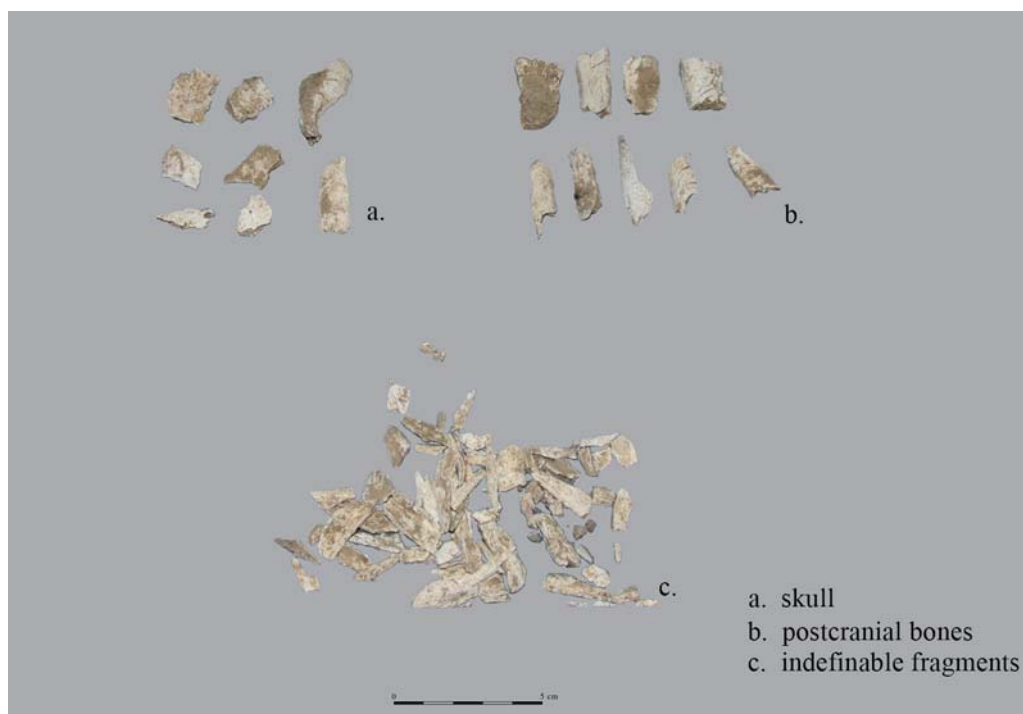 a.
b.
c.
a. skull
b. postcranial bones
c. indefinable fragments
0 5 cm